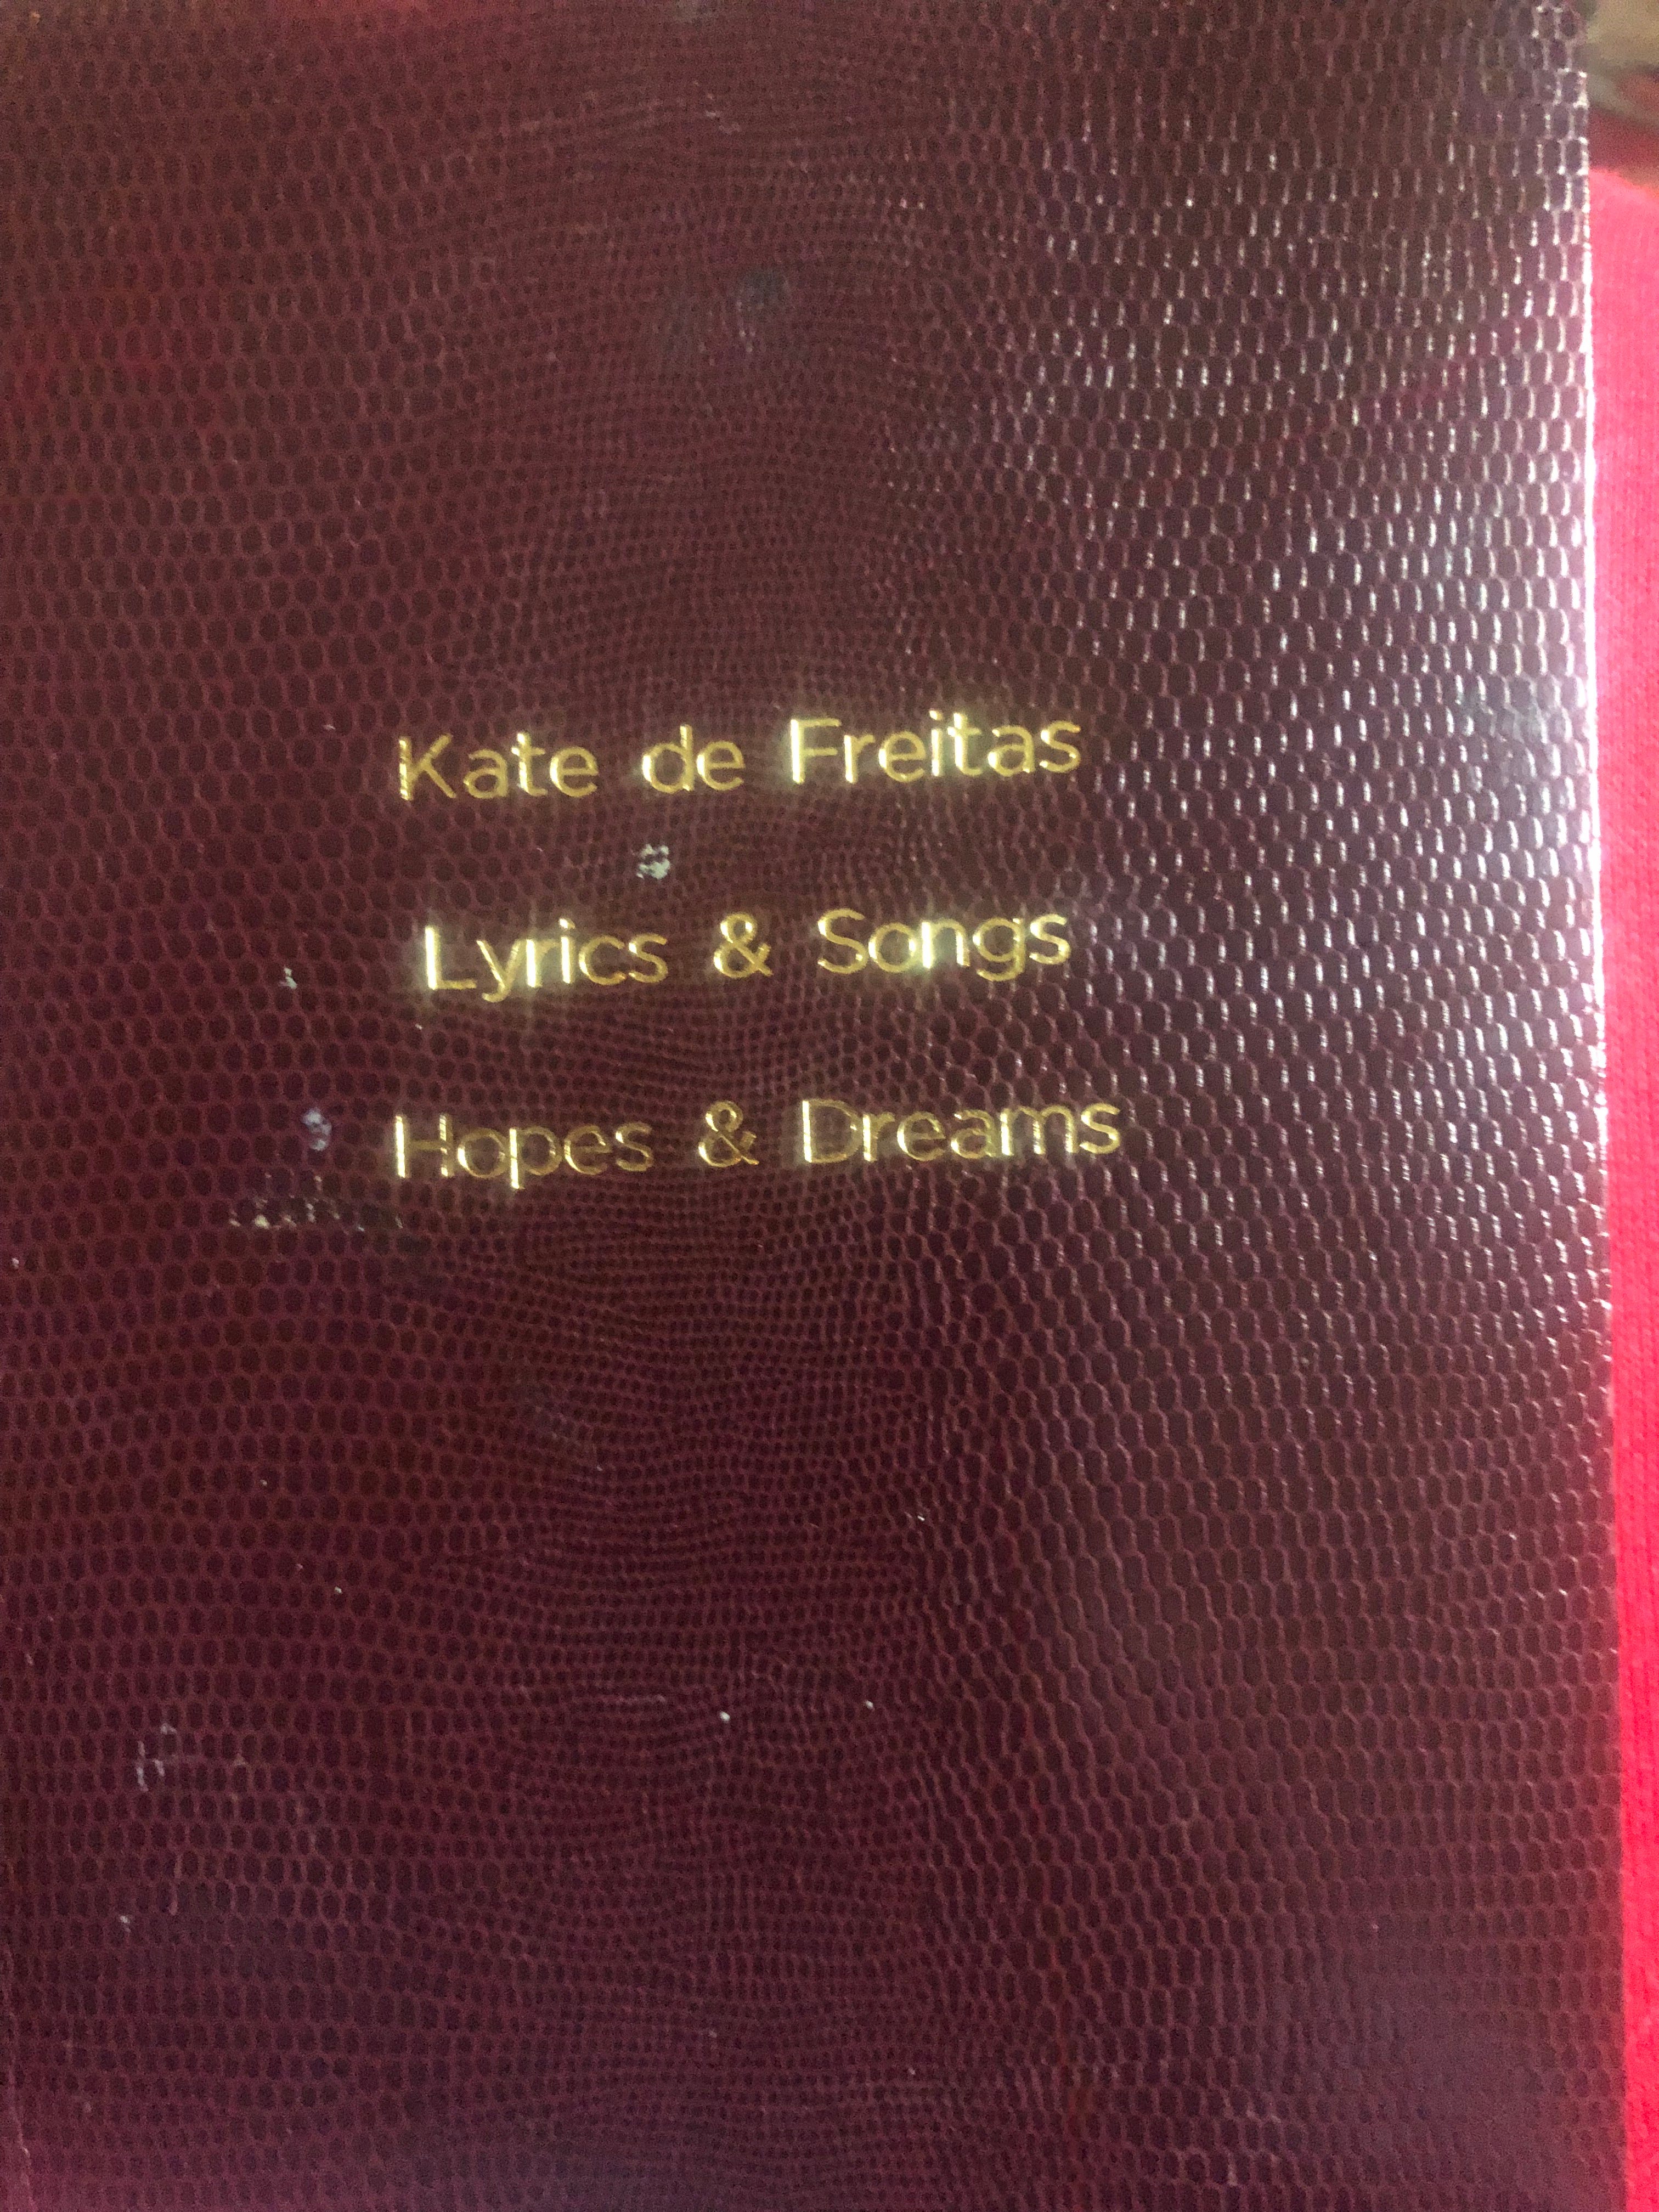 Kate de Freitas
Lyrics & Songs
Hopes & Dreams